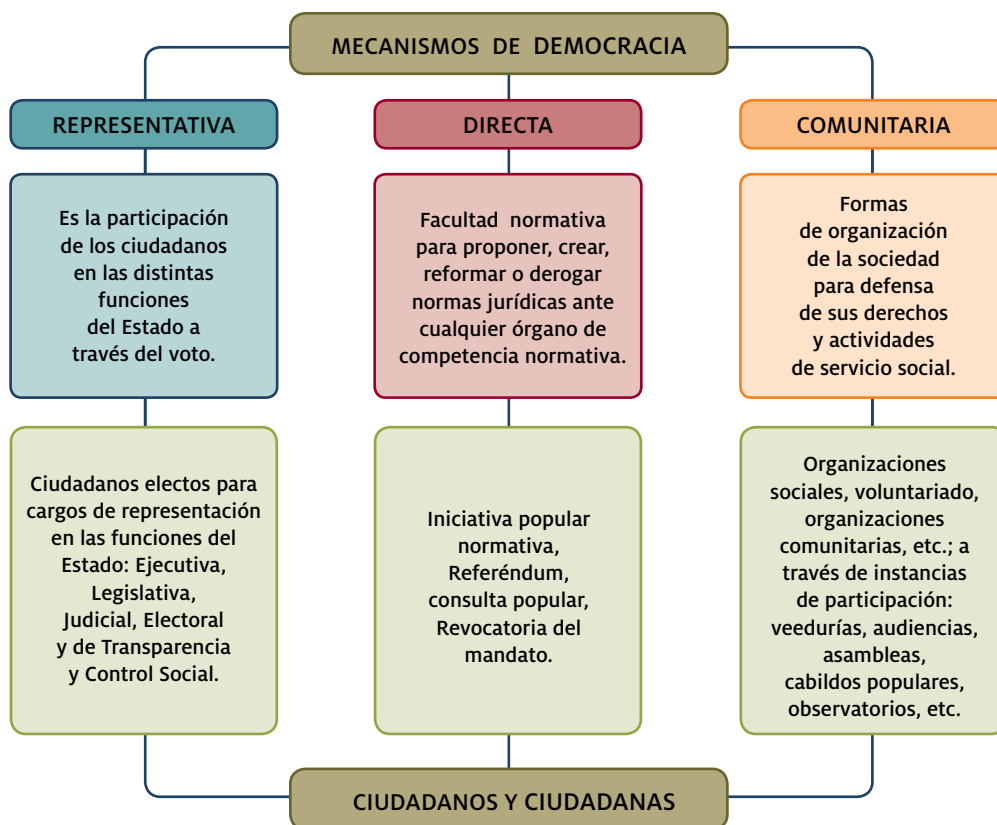 MECANISMOS DE DEMOCRACIA
REPRESENTATIVA
Es la participación
de los ciudadanos
en las distintas
funciones
del Estado a
través del voto.
Ciudadanos electos para
cargos de representación
en las funciones del
Estado: Ejecutiva,
Legislativa,
Judicial, Electoral
y de Transparencia
y Control Social.
DIRECTA
Facultad normativa
para proponer, crear,
reformar o derogar
normas jurídicas ante
cualquier órgano de
competencia normativa.
Iniciativa popular
normativa,
Referéndum,
consulta popular,
Revocatoria del
mandato.
COMUNITARIA
Formas
de organización
de la sociedad
para defensa
de sus derechos
y actividades
de servicio social.
Organizaciones
sociales, voluntariado,
organizaciones
comunitarias, etc.; a
través de instancias
de participación:
veedurías, audiencias,
asambleas,
cabildos populares,
observatorios, etc.
CIUDADANOS Y CIUDADANAS